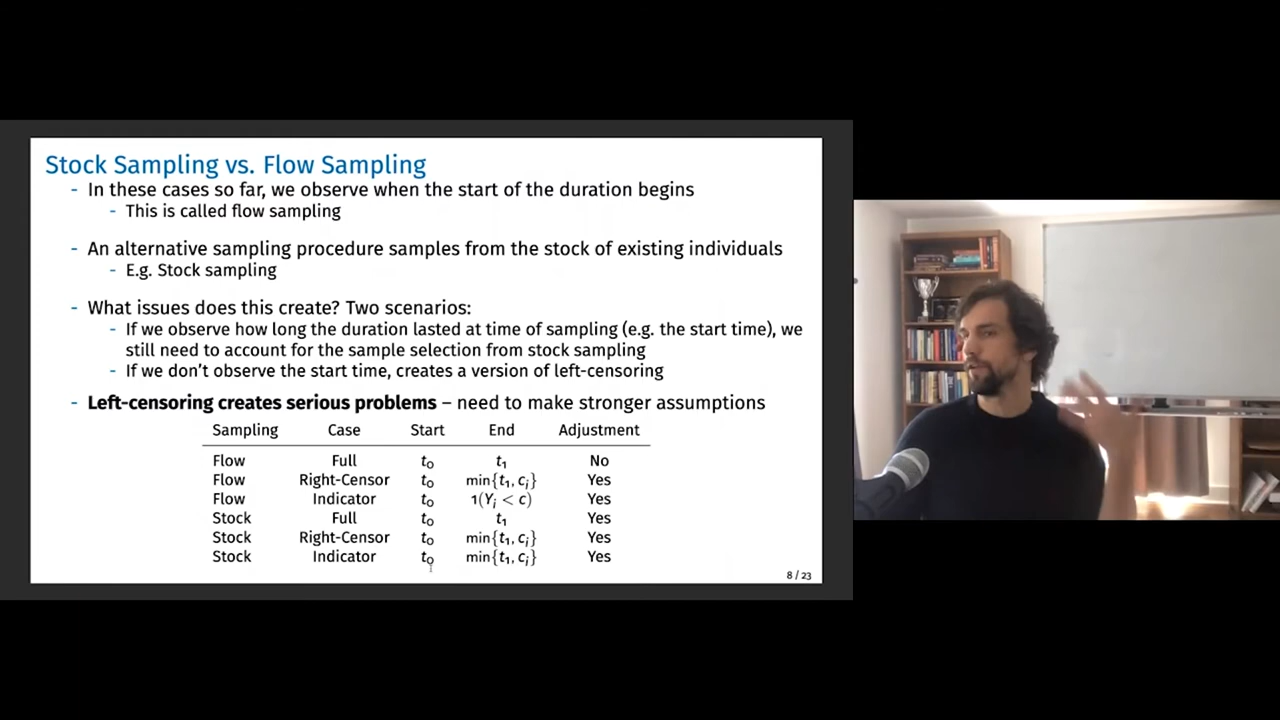 Stock Sampling vs. Flow Sampling
- In these cases so far, we observe when the start of the duration begins
- This is called flow sampling
- An alternative sampling procedure samples from the stock of existing individuals
- E.g. Stock sampling
- What issues does this create? Two scenarios:
- If we observe how long the duration lasted at time of sampling (e.g. the start time), we
still need to account for the sample selection from stock sampling
- If we don't observe the start time, creates a version of left-censoring
- Left-censoring creates serious problems – need to make stronger assumptions
Sampling Case Start End Adjustment
Flow Full t₀ t₁ No
Flow Right-Censor t₀ min{t₁, cᵢ} Yes
Flow Indicator t₀ 1(Yᵢ < c) Yes
Stock Full t₀ t₁ Yes
Stock Right-Censor t₀ min{t₁, cᵢ} Yes
Stock Indicator t₀ min{t₁, cᵢ} Yes
8 / 23